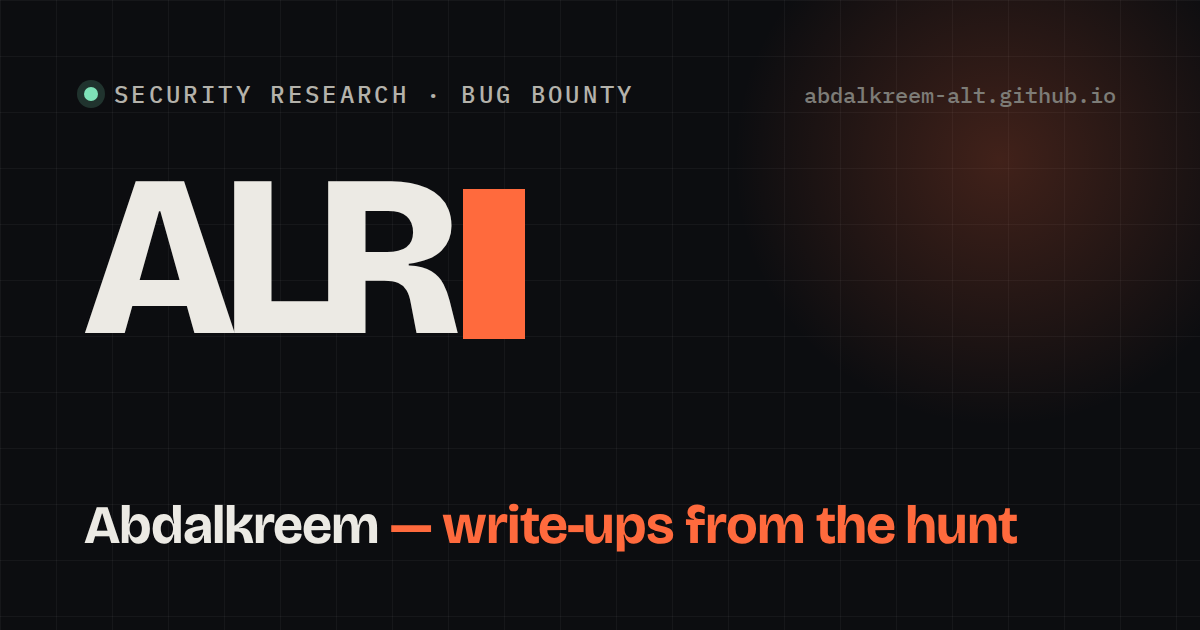 SECURITY RESEARCH · BUG BOUNTY
abdalkreem-alt.github.io
ALR
Abdalkreem — write-ups from the hunt